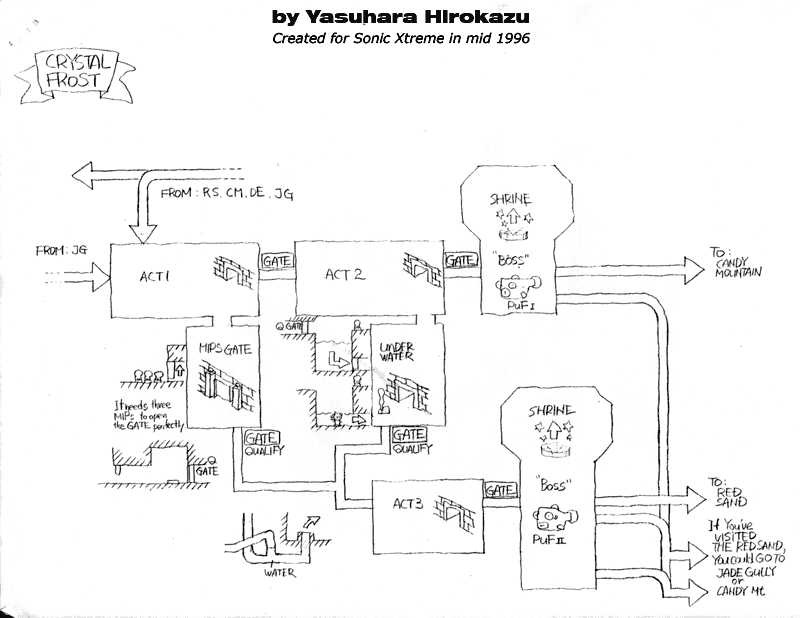 by Yasuhara Hirokazu
Created for Sonic Xtreme in mid 1996
CRYSTAL
FROST
FROM: RS. CM. DE. JG
FROM: JG
ACT 1
GATE
ACT 2
GATE
SHRINE
"BOSS"
PUF I
TO:
CANDY
MOUNTAIN
MIPS GATE
GATE
UNDER
WATER
It needs three
MIPs to open
the GATE perfectly
GATE
GATE
QUALIFY
GATE
QUALIFY
ACT3
GATE
SHRINE
"BOSS"
PUF II
TO:
RED
SAND
If You've
VISITED
THE RED SAND,
You could GO TO
JADE GULLY
or
CANDY Mt
WATER